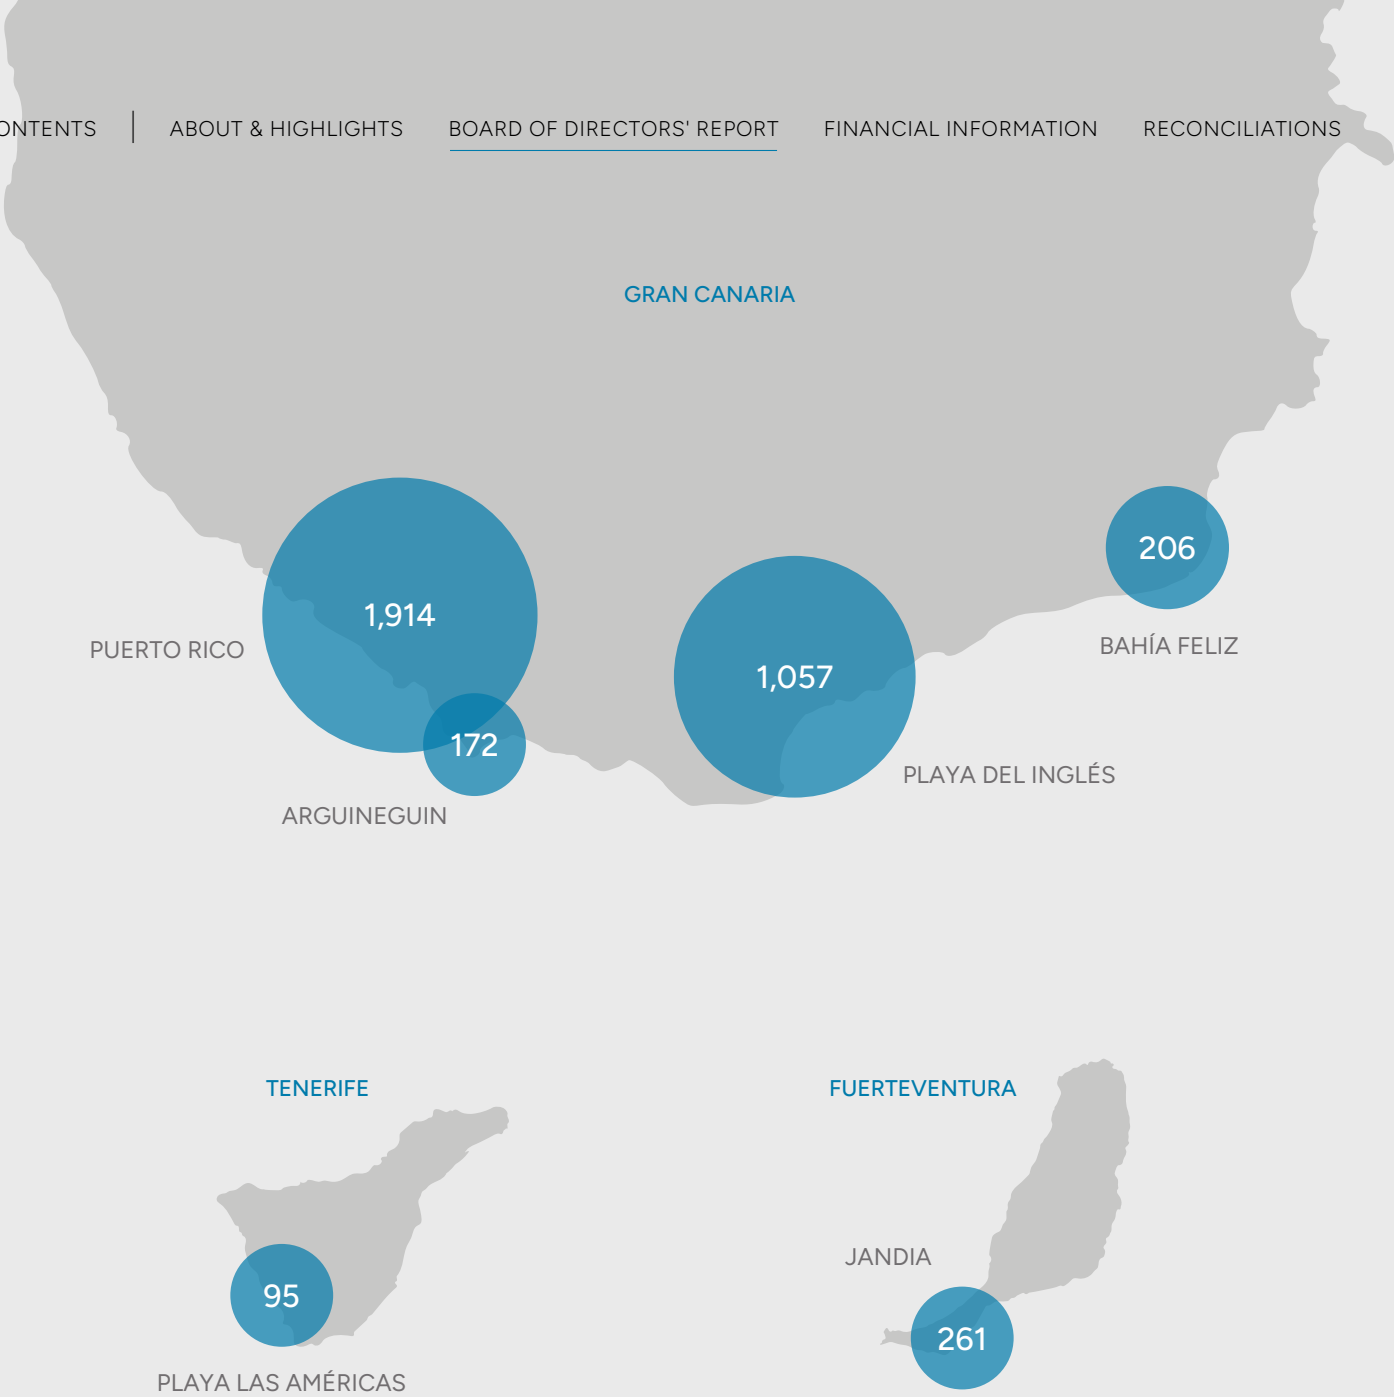 ONTENTS | ABOUT & HIGHLIGHTS BOARD OF DIRECTORS' REPORT FINANCIAL INFORMATION RECONCILIATIONS
GRAN CANARIA
206
1,914
BAHÍA FELIZ
PUERTO RICO
1,057
172
PLAYA DEL INGLÉS
ARGUINEGUIN
TENERIFE
FUERTEVENTURA
JANDIA
95
261
PLAYA LAS AMÉRICAS